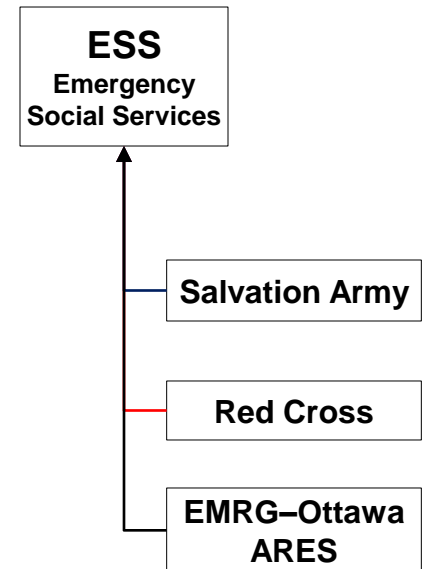 ESS
Emergency
Social Services
Salvation Army
Red Cross
EMRG–Ottawa
ARES